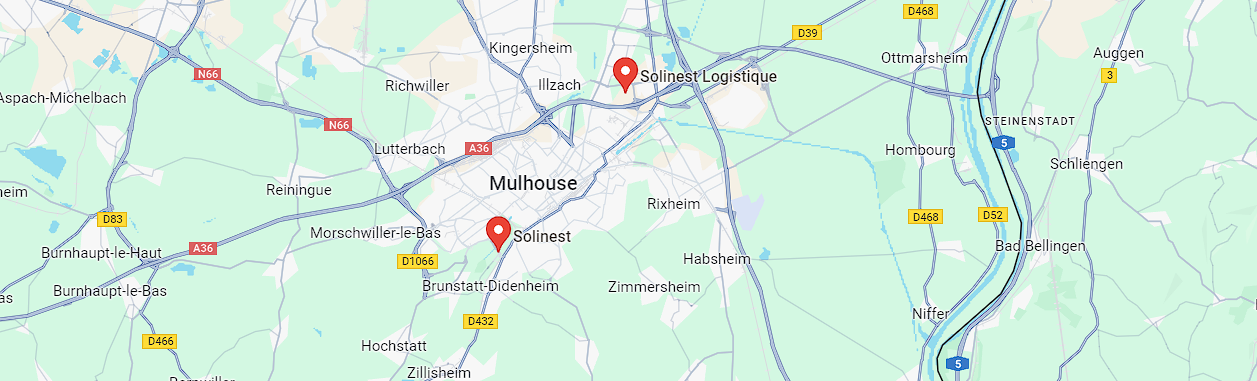 D468
D39
Kingersheim
Ottmarsheim
Auggen
N66
Solinest Logistique
3
Richwiller
Illzach
Aspach-Michelbach
N66
STEINENSTADT
5
Lutterbach
A36
Hombourg
Schliengen
heim
Reiningue
Mulhouse
Rixheim
D83
D468
D52
Morschwiller-le-Bas
Solinest
A36
Bad Bellingen
Burnhaupt-le-Haut
D1066
Habsheim
Burnhaupt-le-Bas
Brunstatt-Didenheim
Zimmersheim
as
Niffer
D432
D466
Hochstatt
5
Zillisheim